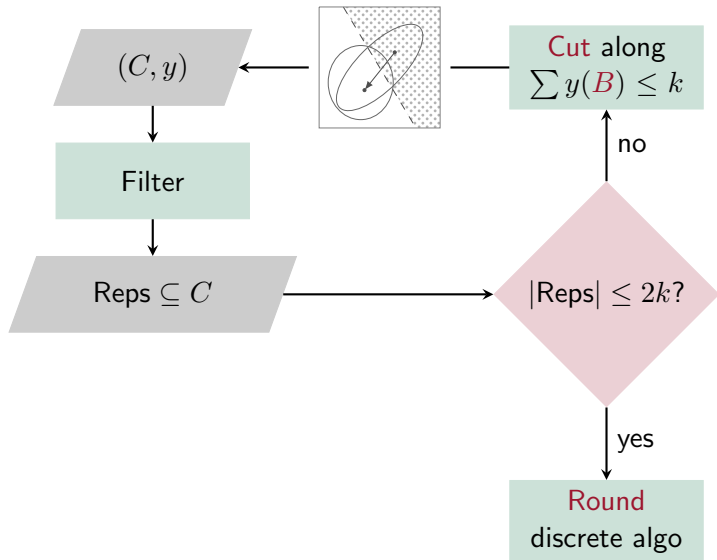 (C, y)
Cut along
∑ y(B) ≤ k
no
Filter
Reps ⊆ C
|Reps| ≤ 2k?
yes
Round
discrete algo